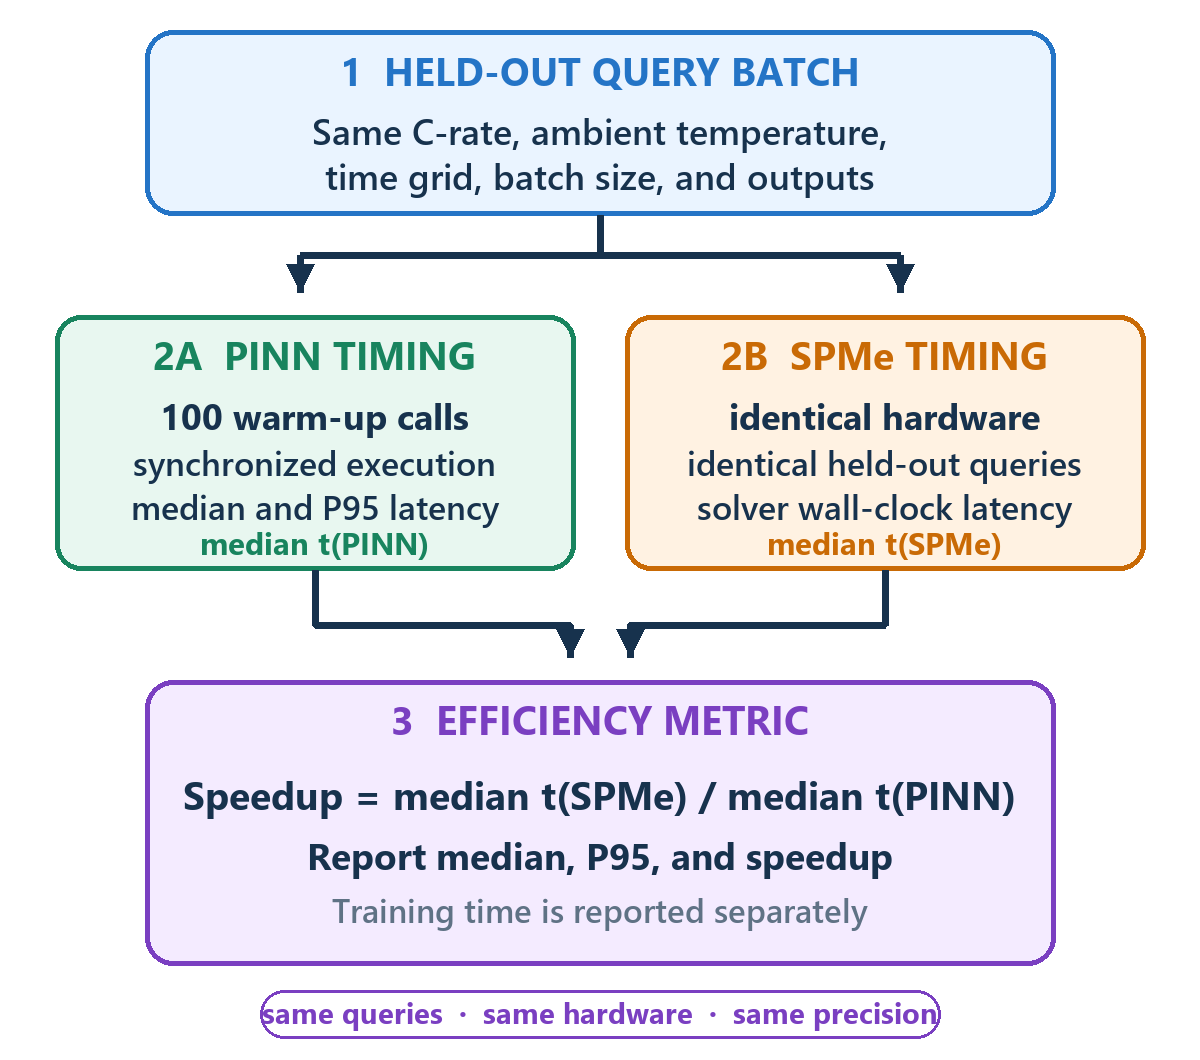 1 HELD-OUT QUERY BATCH
Same C-rate, ambient temperature,
time grid, batch size, and outputs
2A PINN TIMING
100 warm-up calls
synchronized execution
median and P95 latency
median t(PINN)
2B SPMe TIMING
identical hardware
identical held-out queries
solver wall-clock latency
median t(SPMe)
3 EFFICIENCY METRIC
Speedup = median t(SPMe) / median t(PINN)
Report median, P95, and speedup
Training time is reported separately
same queries · same hardware · same precision